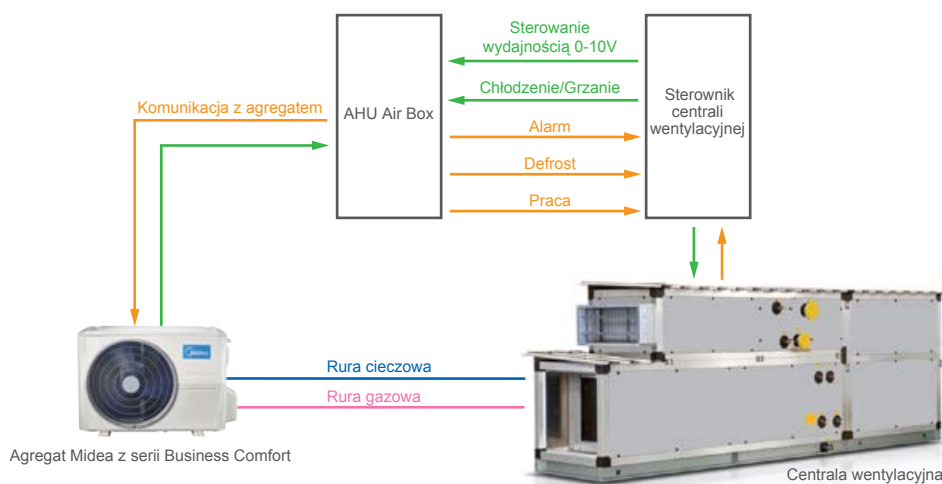 Sterowanie
wydajnością 0-10V
Chłodzenie/Grzanie
Komunikacja z agregatem
AHU Air Box
Sterownik
centrali
wentylacyjnej
Alarm
Defrost
Praca
Midea
Rura cieczowa
Rura gazowa
Agregat Midea z serii Business Comfort
Centrala wentylacyjna